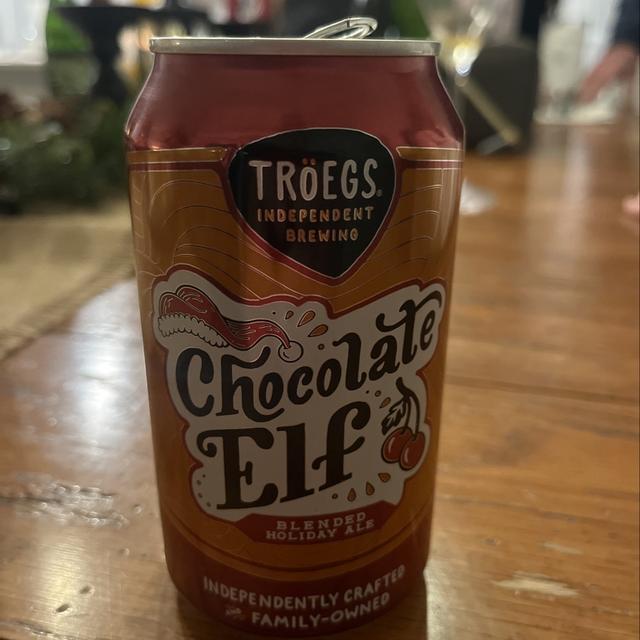 TRÖEGS®
INDEPENDENT
BREWING
Chocolate
Elf
BLENDED
HOLIDAY ALE
INDEPENDENTLY CRAFTED
FAMILY-OWNED